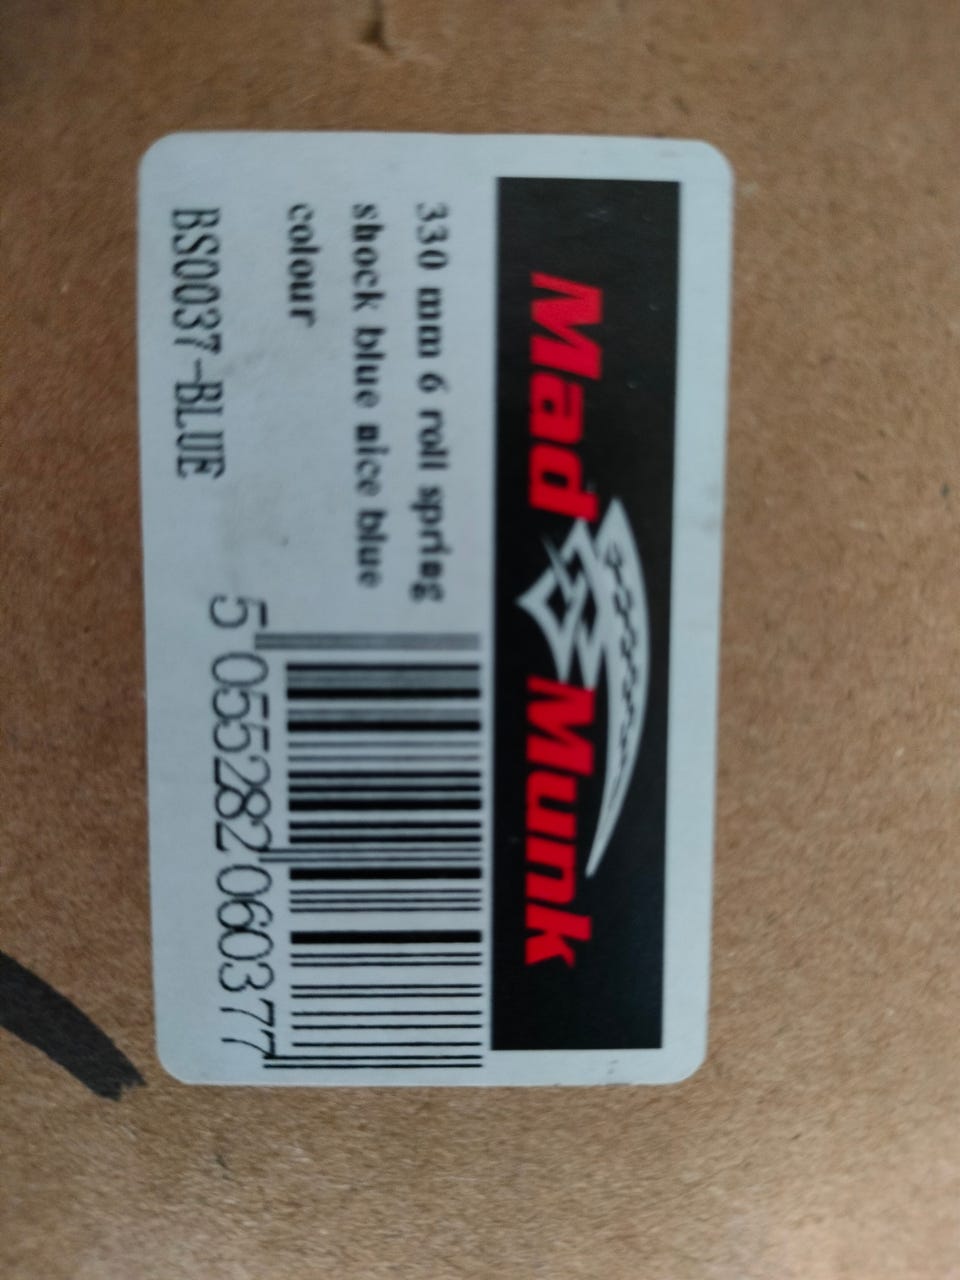 Mad Munk
330 mm 6 roll spring
shock blue nice blue
colour
BS0037-BLUE
5 055282 060377